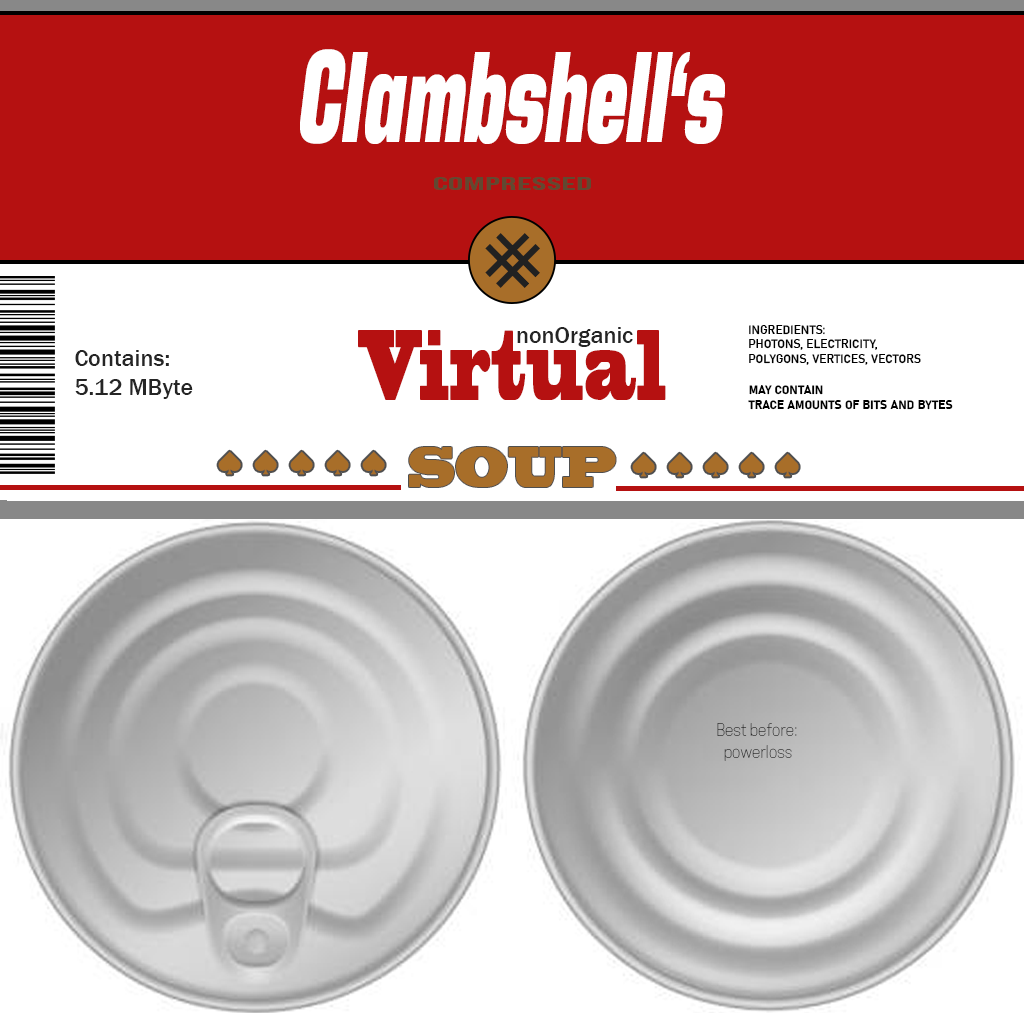 Clambshell‘s
COMPRESSED
nonOrganic
Virtual
Contains:
5.12 MByte
INGREDIENTS:
PHOTONS, ELECTRICITY,
POLYGONS, VERTICES, VECTORS
MAY CONTAIN
TRACE AMOUNTS OF BITS AND BYTES
SOUP
Best before:
powerloss